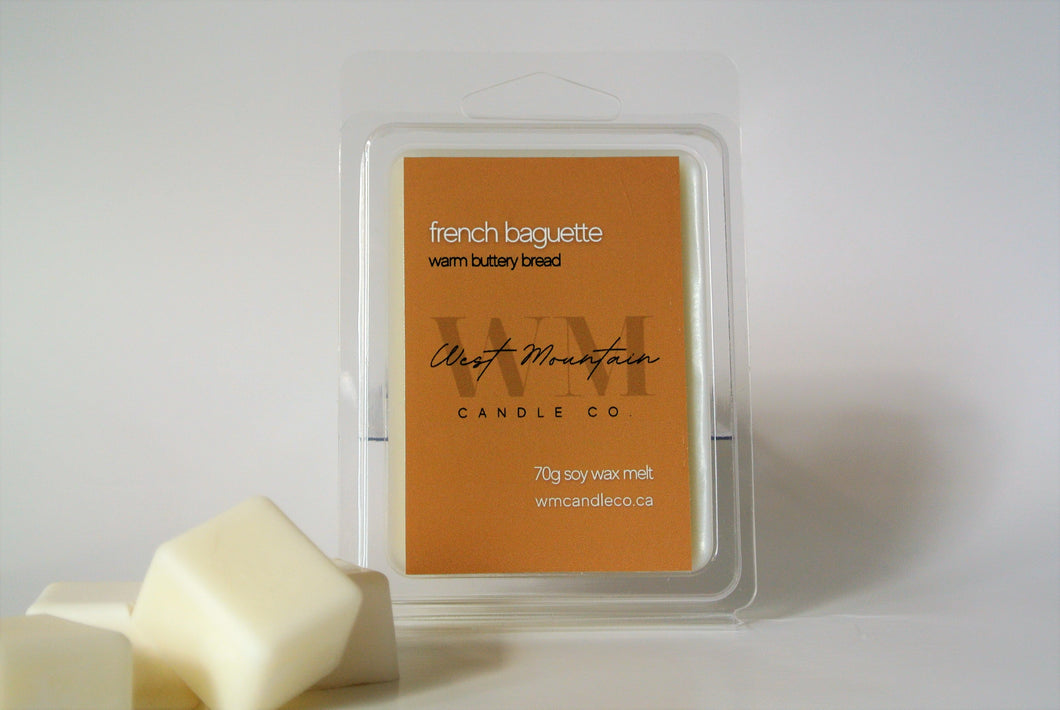 french baguette
warm buttery bread
WM
West Mountain
CANDLE CO.
70g soy wax melt
wmcandleco.ca